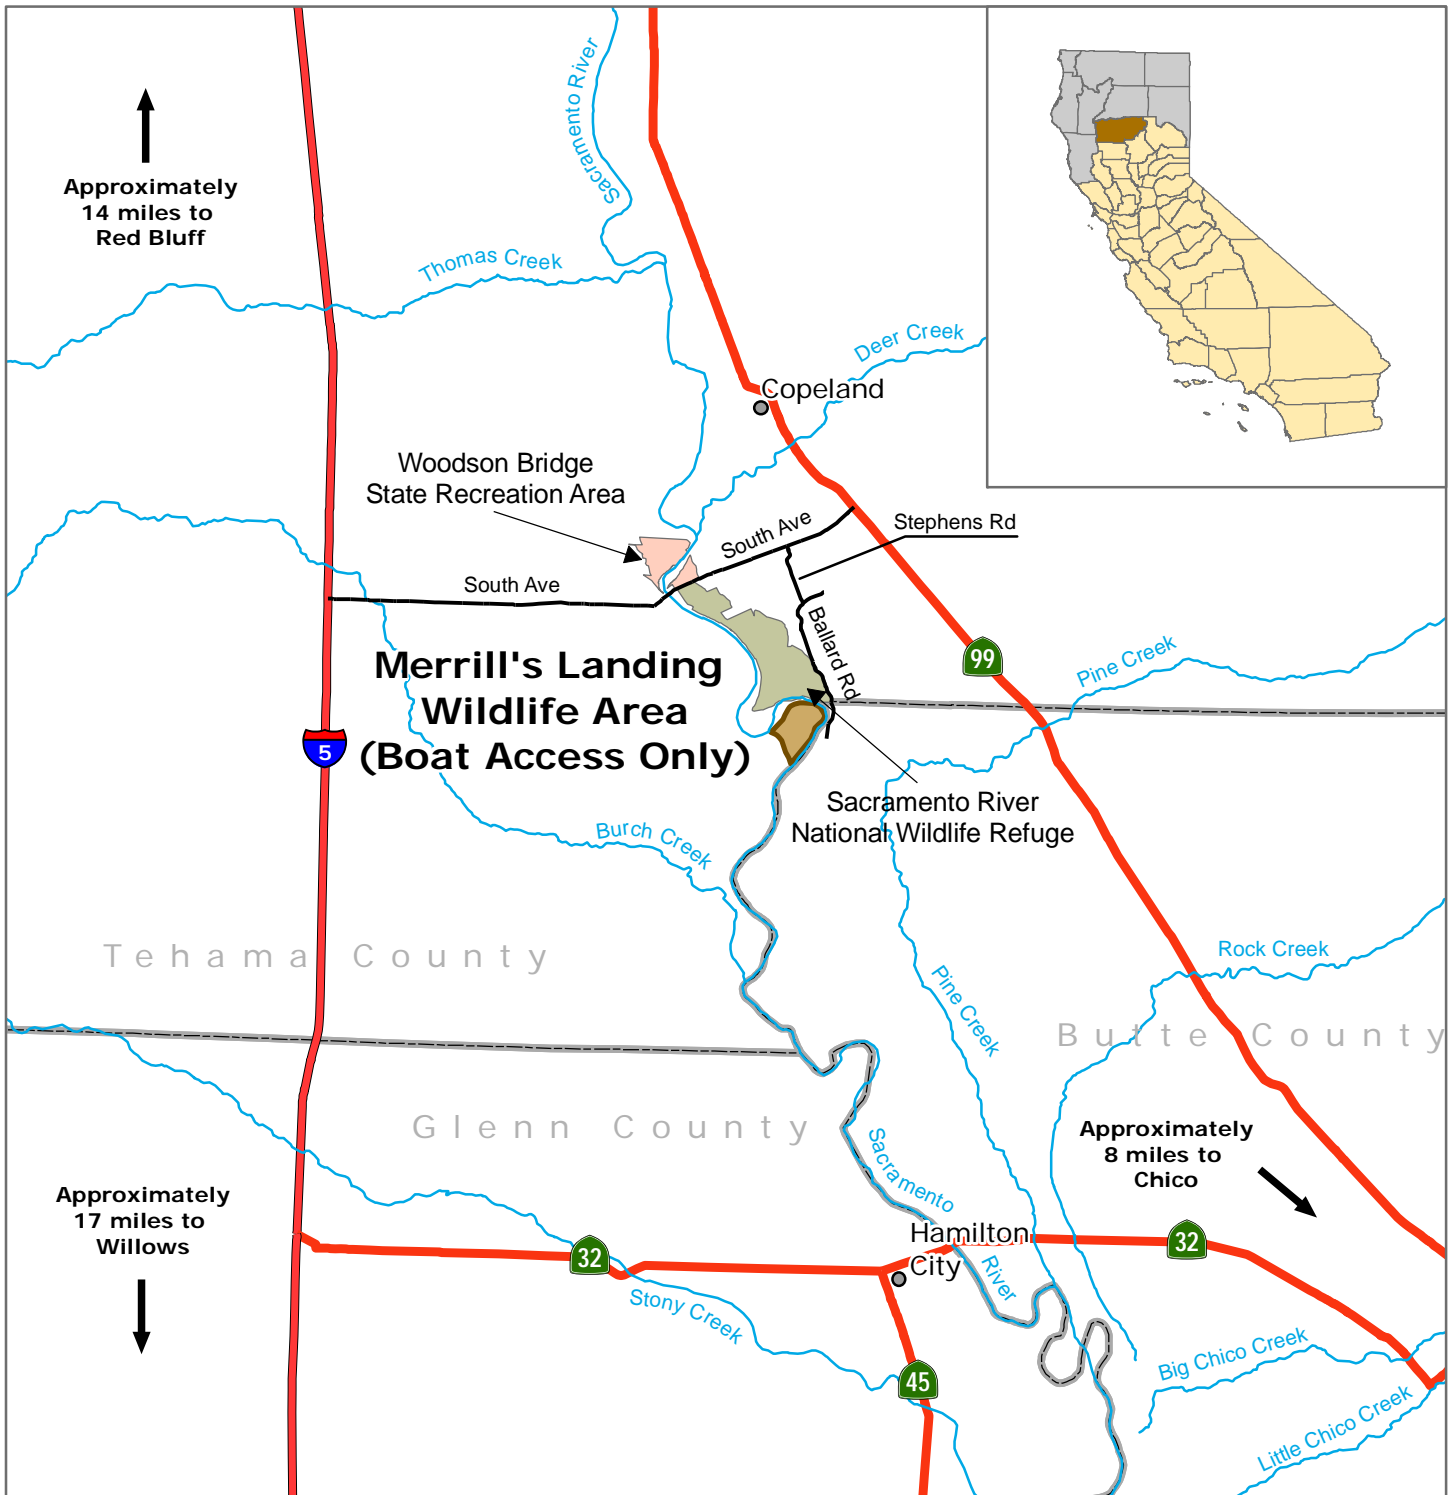 Sacramento River
Approximately
14 miles to
Red Bluff
Thomas Creek
Deer Creek
Copeland
Woodson Bridge
State Recreation Area
South Ave
Stephens Rd
South Ave
Ballard Rd
Merrill's Landing
Wildlife Area
(Boat Access Only)
99
Pine Creek
5
Sacramento River
National Wildlife Refuge
Burch Creek
Tehama County
Rock Creek
Pine Creek
Butte County
Glenn County
Approximately
8 miles to
Chico
Sacramento
River
Approximately
17 miles to
Willows
Hamilton
City
32
32
Stony Creek
45
Big Chico Creek
Little Chico Creek